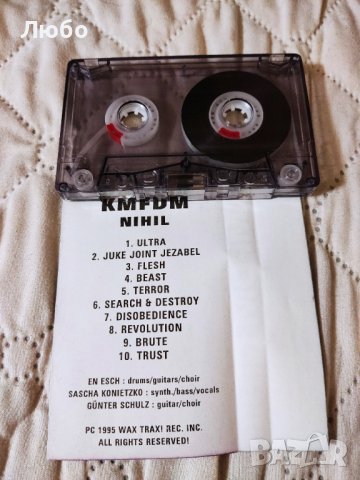 Любо
KMFDM
NIHIL
1. ULTRA
2. JUKE JOINT JEZABEL
3. FLESH
4. BEAST
5. TERROR
6. SEARCH & DESTROY
7. DISOBEDIENCE
8. REVOLUTION
9. BRUTE
10. TRUST
EN ESCH : drums/guitars/choir
SASCHA KONIETZKO : synth./bass/vocals
GÜNTER SCHULZ : guitar/choir
PC 1995 WAX TRAX! REC. INC.
ALL RIGHTS RESERVED!
BAZAR